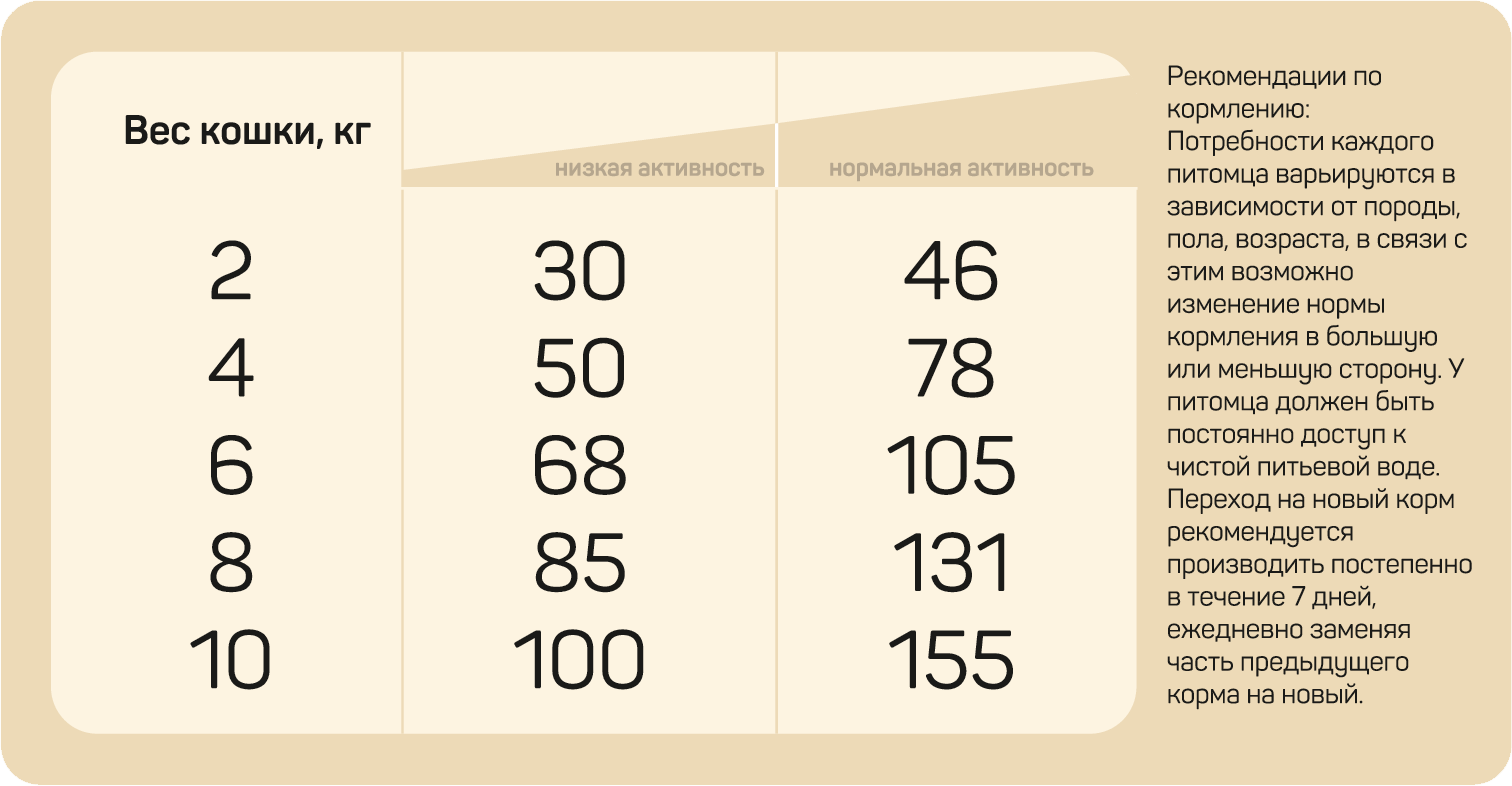 Вес кошки, кг
низкая активность
нормальная активность
2 30 46
4 50 78
6 68 105
8 85 131
10 100 155
Рекомендации по
кормлению:
Потребности каждого
питомца варьируются в
зависимости от породы,
пола, возраста, в связи с
этим возможно
изменение нормы
кормления в большую
или меньшую сторону. У
питомца должен быть
постоянно доступ к
чистой питьевой воде.
Переход на новый корм
рекомендуется
производить постепенно
в течение 7 дней,
ежедневно заменяя
часть предыдущего
корма на новый.